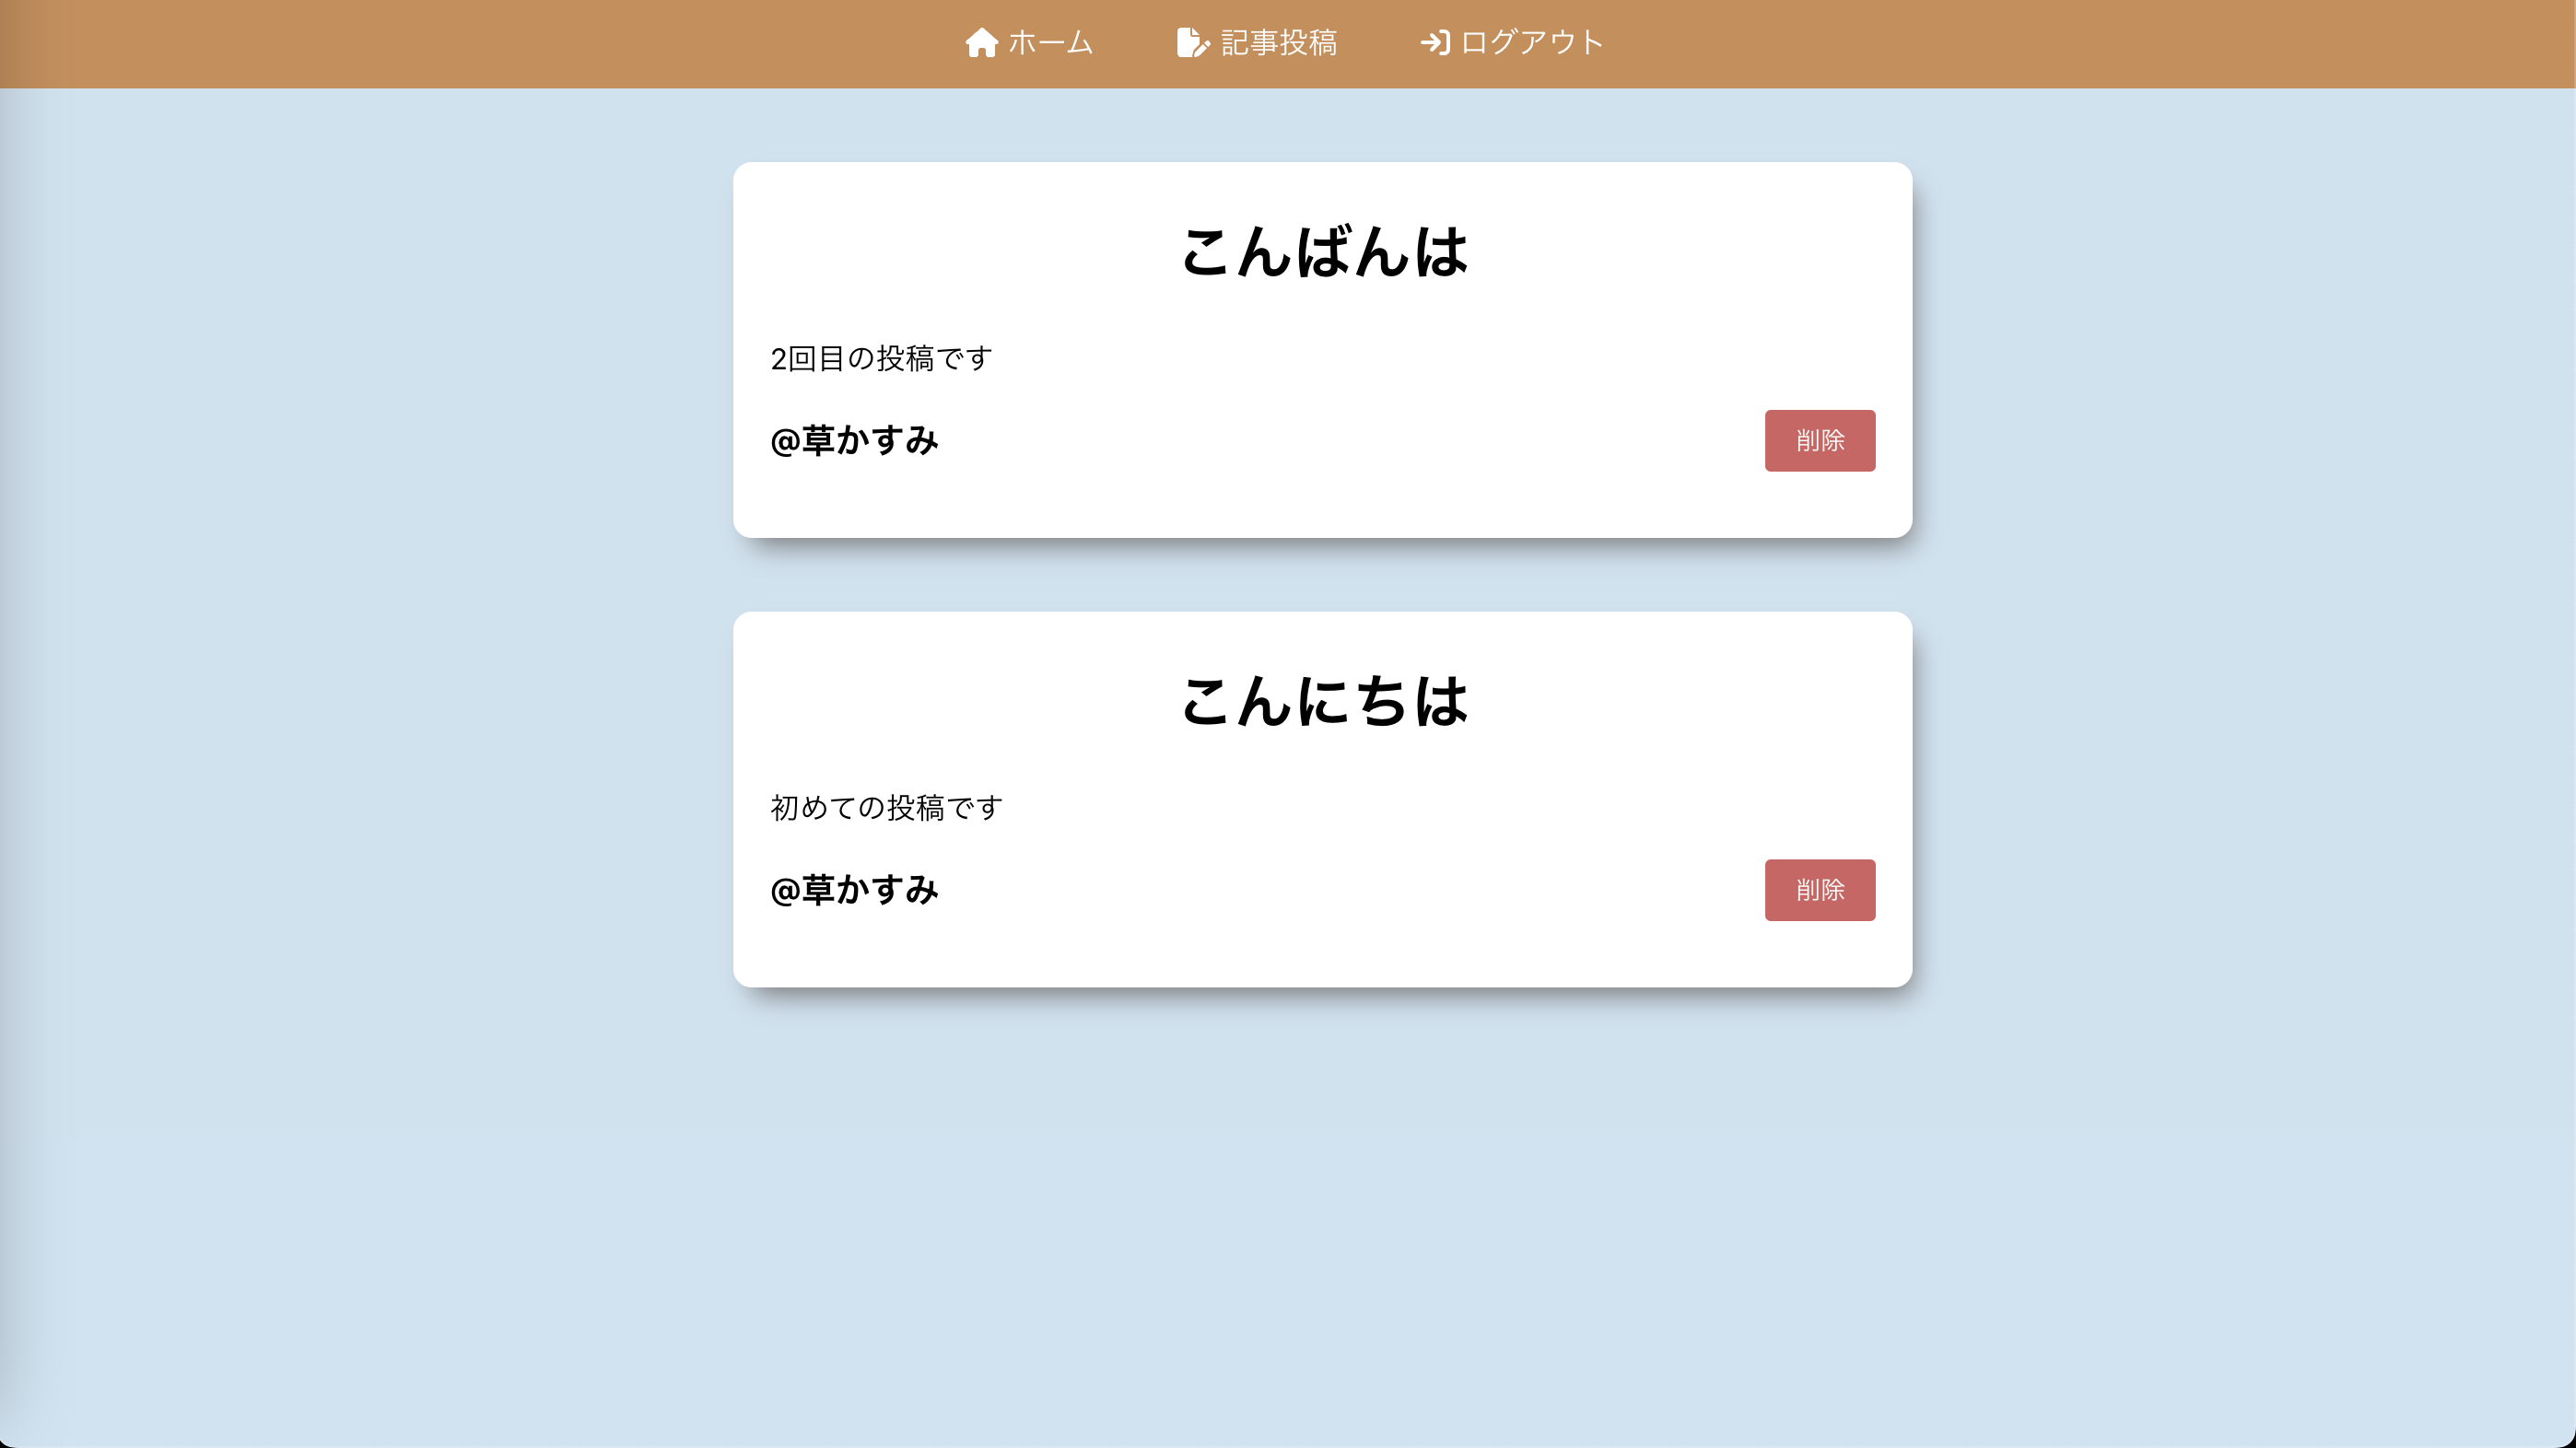 ホーム 記事投稿 ログアウト
こんばんは
2回目の投稿です
@草かすみ 削除
こんにちは
初めての投稿です
@草かすみ 削除